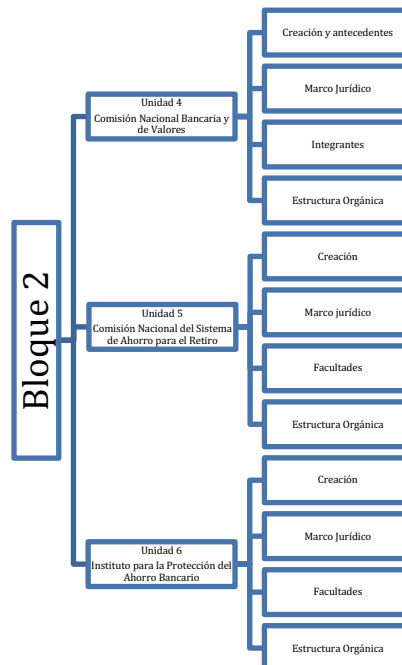 Bloque 2
Unidad 4
Comisión Nacional Bancaria y
de Valores
Creación y antecedentes
Marco Jurídico
Integrantes
Estructura Orgánica
Unidad 5
Comisión Nacional del Sistema
de Ahorro para el Retiro
Creación
Marco jurídico
Facultades
Estructura Orgánica
Unidad 6
Instituto para la Protección del
Ahorro Bancario
Creación
Marco Jurídico
Facultades
Estructura Orgánica